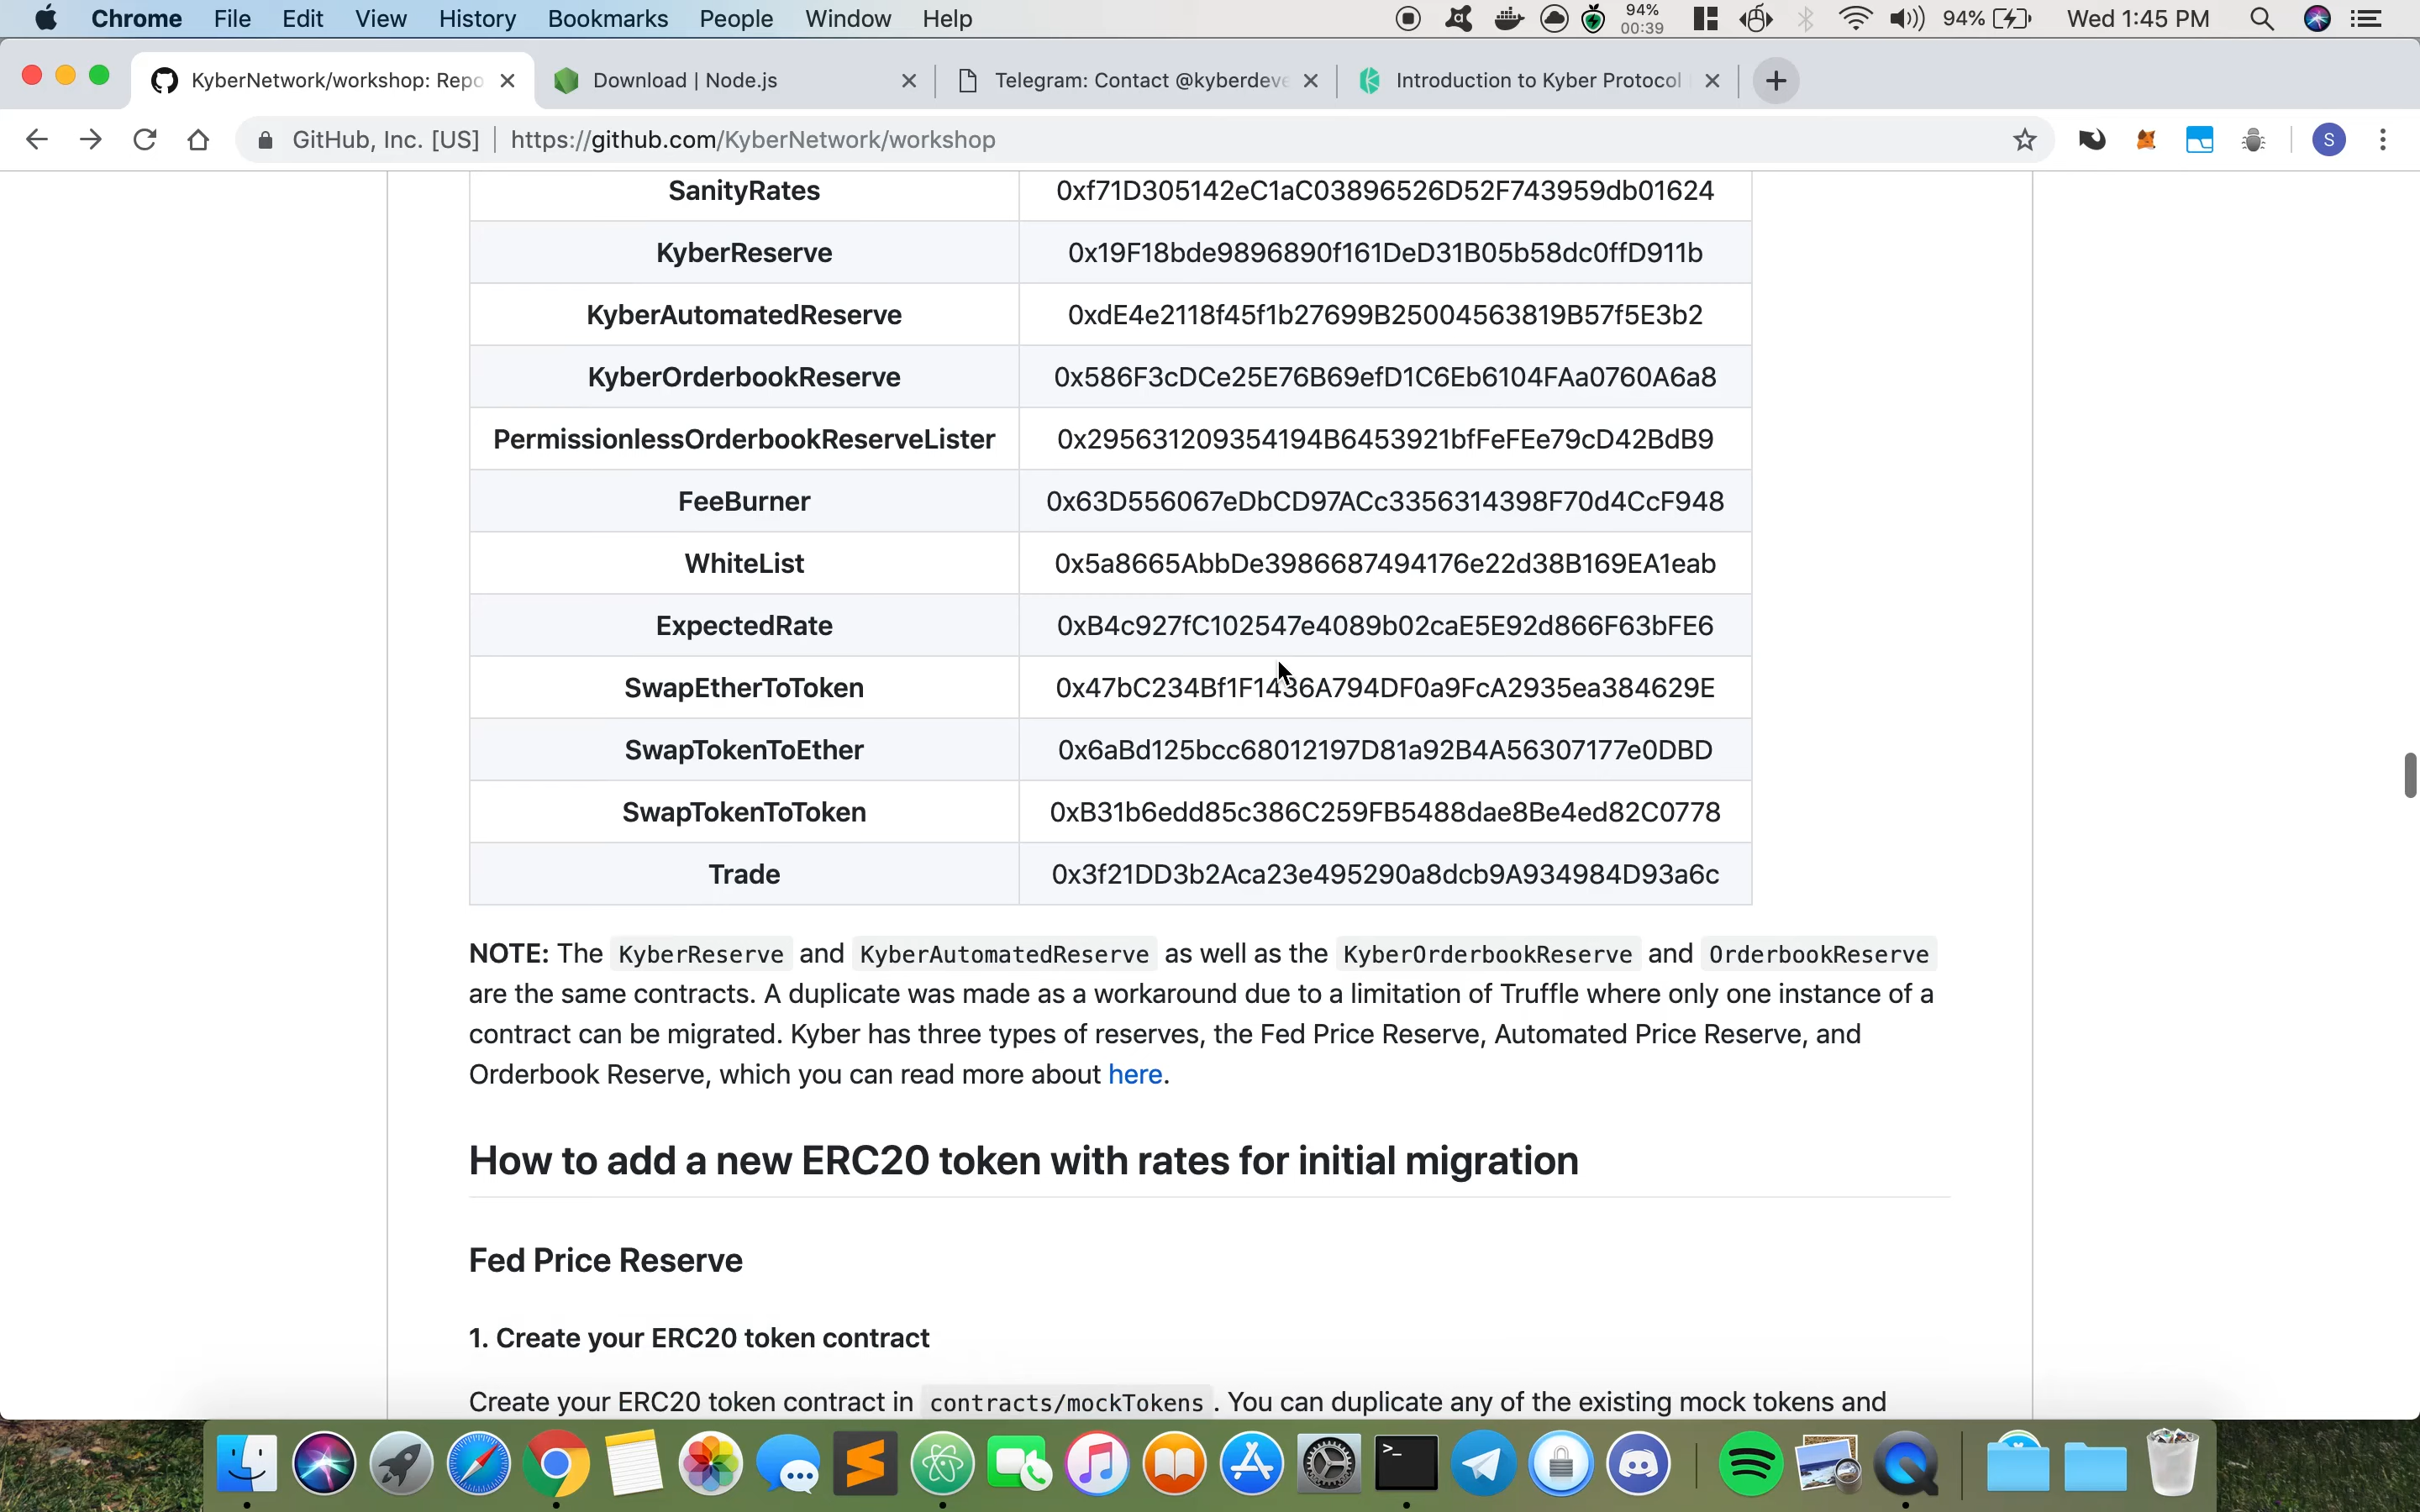 Chrome File Edit View History Bookmarks People Window Help 94% 00:39 94% Wed 1:45 PM
KyberNetwork/workshop: Repo Download | Node.js Telegram: Contact @kyberdeve Introduction to Kyber Protocol
GitHub, Inc. [US] https://github.com/KyberNetwork/workshop S
SanityRates 0xf71D305142eC1aC03896526D52F743959db01624
KyberReserve 0x19F18bde9896890f161DeD31B05b58dc0ffD911b
KyberAutomatedReserve 0xdE4e2118f45f1b27699B25004563819B57f5E3b2
KyberOrderbookReserve 0x586F3cDCe25E76B69efD1C6Eb6104FAa0760A6a8
PermissionlessOrderbookReserveLister 0x295631209354194B6453921bfFeFEe79cD42BdB9
FeeBurner 0x63D556067eDbCD97ACc3356314398F70d4CcF948
WhiteList 0x5a8665AbbDe3986687494176e22d38B169EA1eab
ExpectedRate 0xB4c927fC102547e4089b02caE5E92d866F63bFE6
SwapEtherToToken 0x47bC234Bf1F1436A794DF0a9FcA2935ea384629E
SwapTokenToEther 0x6aBd125bcc68012197D81a92B4A56307177e0DBD
SwapTokenToToken 0xB31b6edd85c386C259FB5488dae8Be4ed82C0778
Trade 0x3f21DD3b2Aca23e495290a8dcb9A934984D93a6c
NOTE: The KyberReserve and KyberAutomatedReserve as well as the KyberOrderbookReserve and OrderbookReserve
are the same contracts. A duplicate was made as a workaround due to a limitation of Truffle where only one instance of a
contract can be migrated. Kyber has three types of reserves, the Fed Price Reserve, Automated Price Reserve, and
Orderbook Reserve, which you can read more about here.
How to add a new ERC20 token with rates for initial migration
Fed Price Reserve
1. Create your ERC20 token contract
Create your ERC20 token contract in contracts/mockTokens . You can duplicate any of the existing mock tokens and